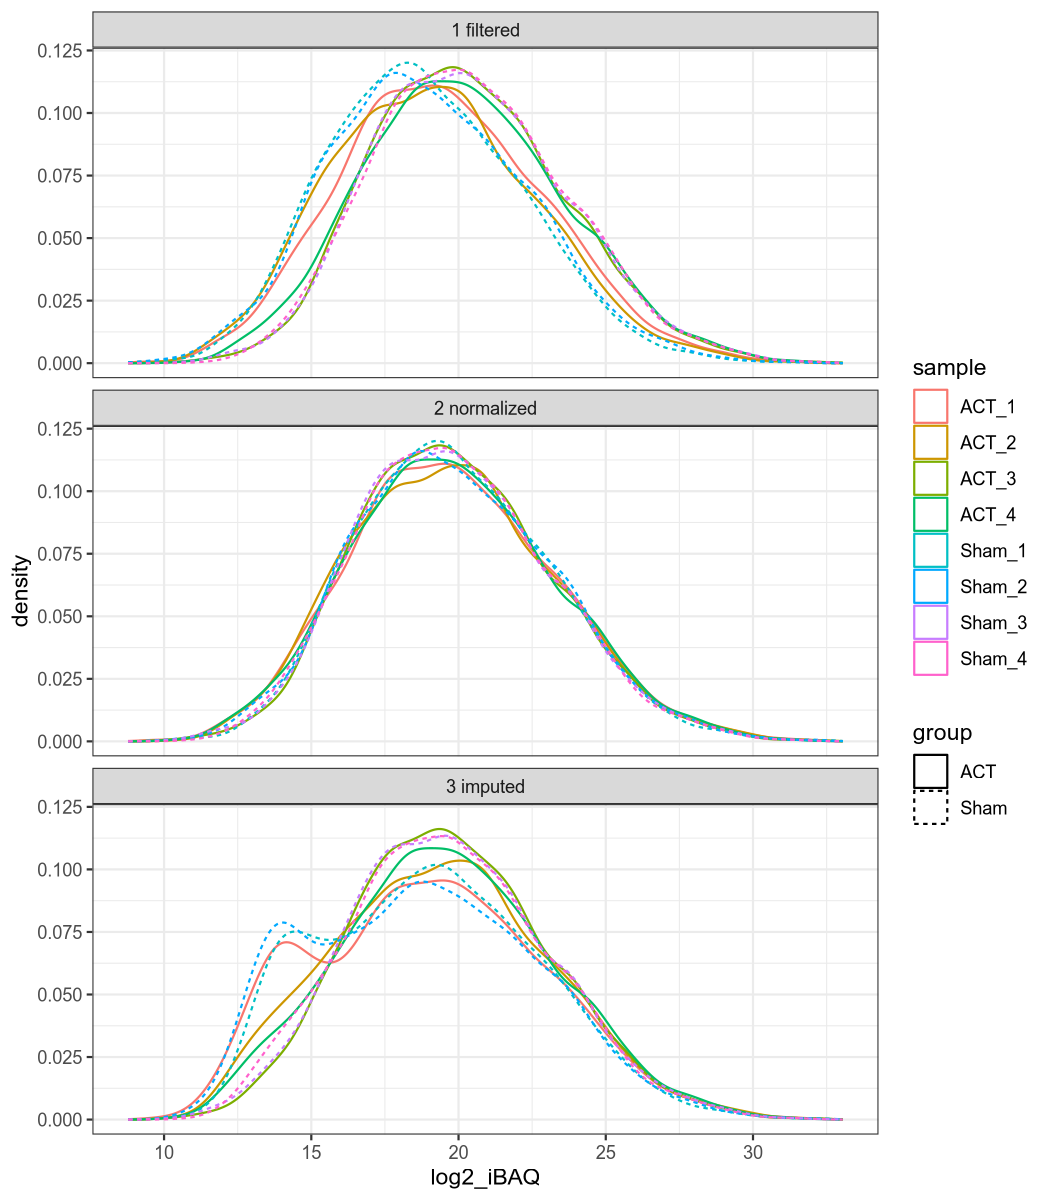 1 filtered
0.125
0.100
0.075
0.050
0.025
0.000
2 normalized
0.125
0.100
0.075
0.050
0.025
0.000
3 imputed
0.125
0.100
0.075
0.050
0.025
0.000
10 15 20 25 30
log2_iBAQ
density
sample
ACT_1
ACT_2
ACT_3
ACT_4
Sham_1
Sham_2
Sham_3
Sham_4
group
ACT
Sham